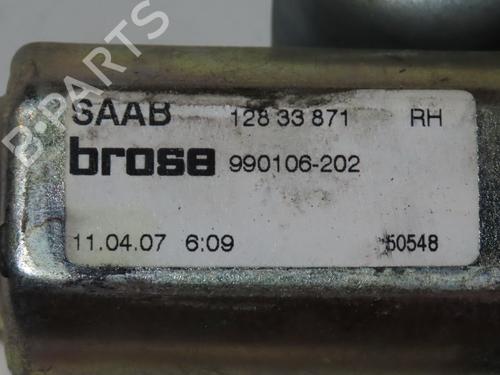 SAAB 128 33 871 RH
brose 990106-202
11.04.07 6:09 50548
B-PARTS